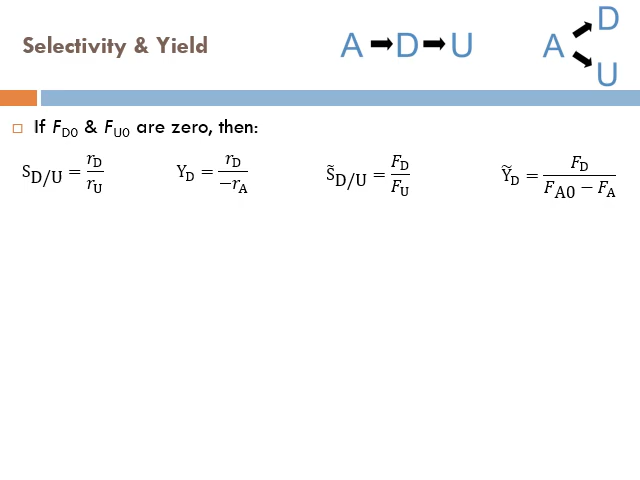 Selectivity & Yield
A → D → U
A
D
U
If F_D0 & F_U0 are zero, then:
S_D/U = r_D / r_U
Y_D = r_D / −r_A
S̃_D/U = F_D / F_U
Ỹ_D = F_D / (F_A0 − F_A)